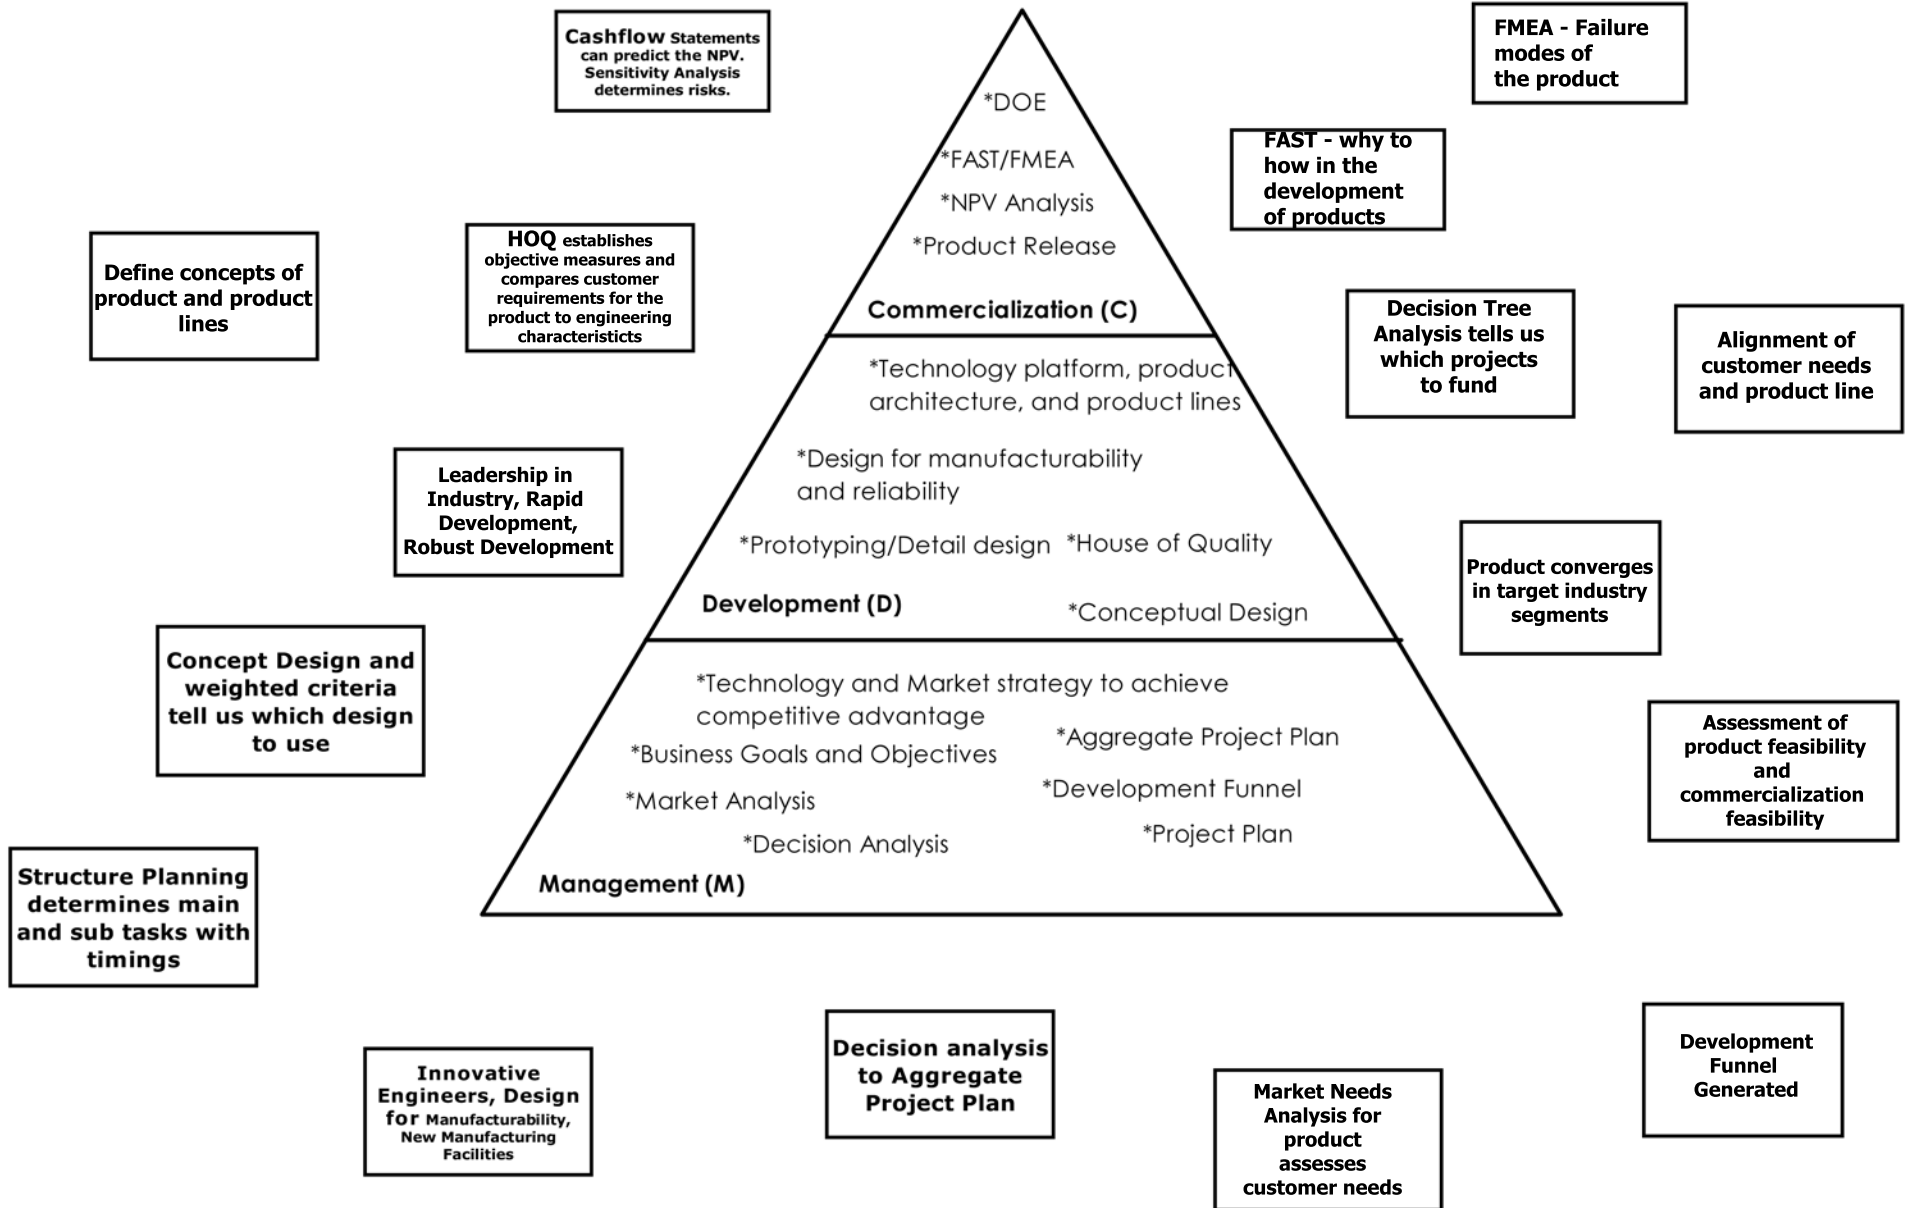 Cashflow Statements
can predict the NPV.
Sensitivity Analysis
determines risks.
FMEA - Failure
modes of
the product
*DOE
*FAST/FMEA
*NPV Analysis
*Product Release
Commercialization (C)
FAST - why to
how in the
development
of products
Define concepts of
product and product
lines
HOQ establishes
objective measures and
compares customer
requirements for the
product to engineering
characteristicts
Decision Tree
Analysis tells us
which projects
to fund
Alignment of
customer needs
and product line
*Technology platform, product
architecture, and product lines
*Design for manufacturability
and reliability
*Prototyping/Detail design
*House of Quality
Development (D)
*Conceptual Design
Leadership in
Industry, Rapid
Development,
Robust Development
Product converges
in target industry
segments
Concept Design and
weighted criteria
tell us which design
to use
*Technology and Market strategy to achieve
competitive advantage
*Aggregate Project Plan
*Business Goals and Objectives
*Development Funnel
*Market Analysis
*Project Plan
*Decision Analysis
Management (M)
Assessment of
product feasibility
and
commercialization
feasibility
Structure Planning
determines main
and sub tasks with
timings
Innovative
Engineers, Design
for Manufacturability,
New Manufacturing
Facilities
Decision analysis
to Aggregate
Project Plan
Market Needs
Analysis for
product
assesses
customer needs
Development
Funnel
Generated